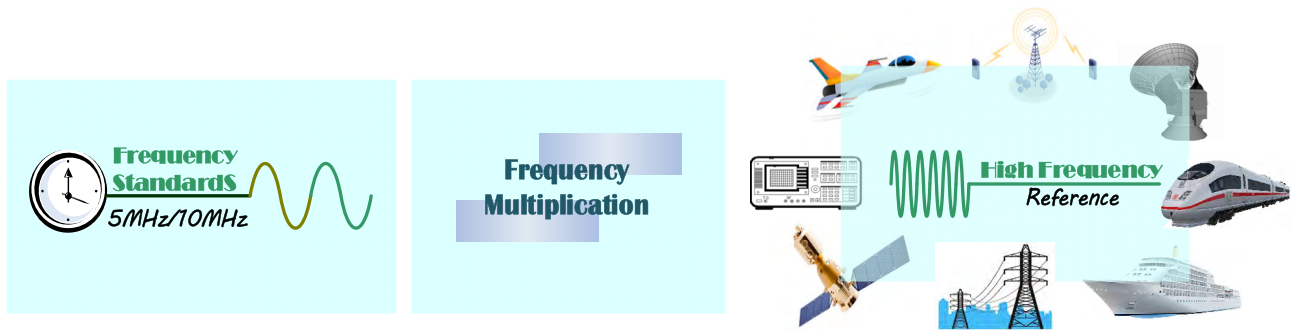 Frequency
StandardS
5MHz/10MHz
Frequency
Multiplication
High Frequency
Reference